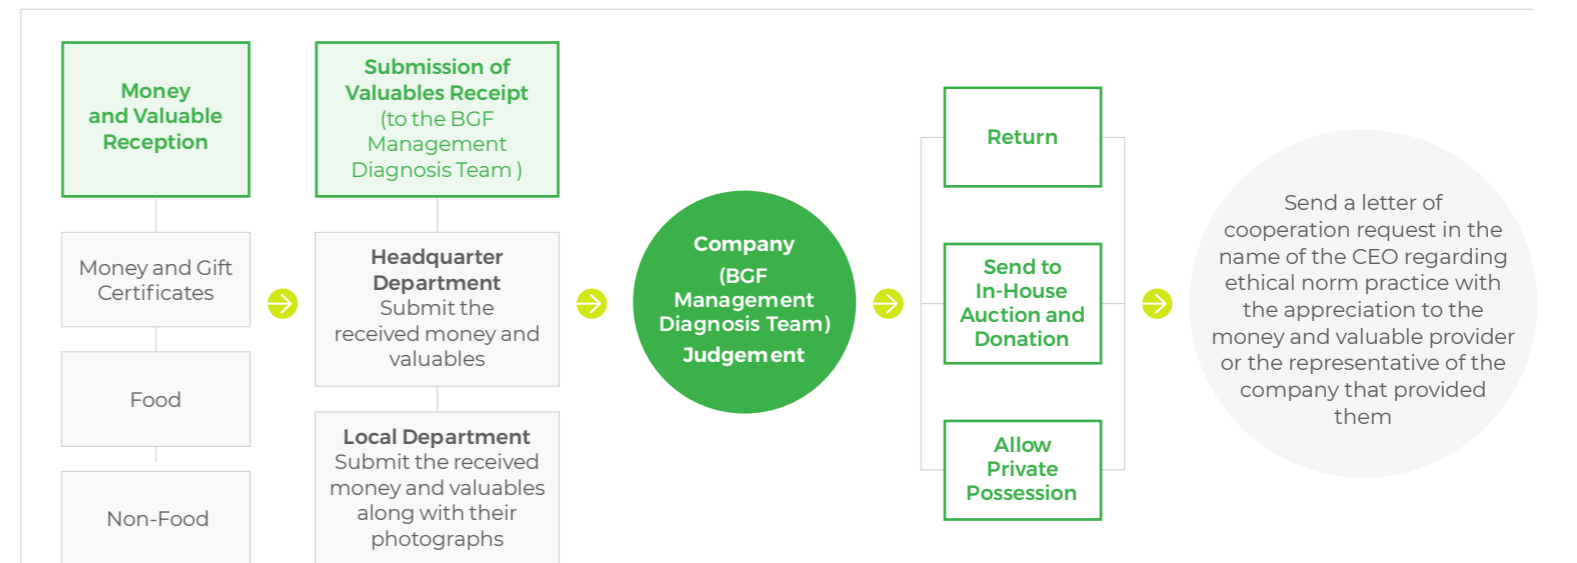 Money
and Valuable
Reception
Money and Gift
Certificates
Food
Non-Food
Submission of
Valuables Receipt
(to the BGF
Management
Diagnosis Team )
Headquarter
Department
Submit the
received money and
valuables
Local Department
Submit the received
money and valuables
along with their
photographs
Company
(BGF
Management
Diagnosis Team)
Judgement
Return
Send to
In-House
Auction and
Donation
Allow
Private
Possession
Send a letter of
cooperation request in the
name of the CEO regarding
ethical norm practice with
the appreciation to the
money and valuable provider
or the representative of the
company that provided
them